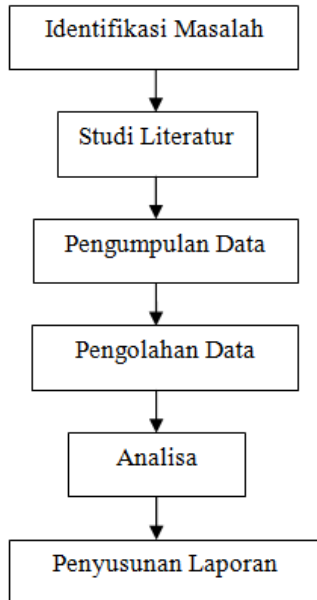 Identifikasi Masalah
Studi Literatur
Pengumpulan Data
Pengolahan Data
Analisa
Penyusunan Laporan